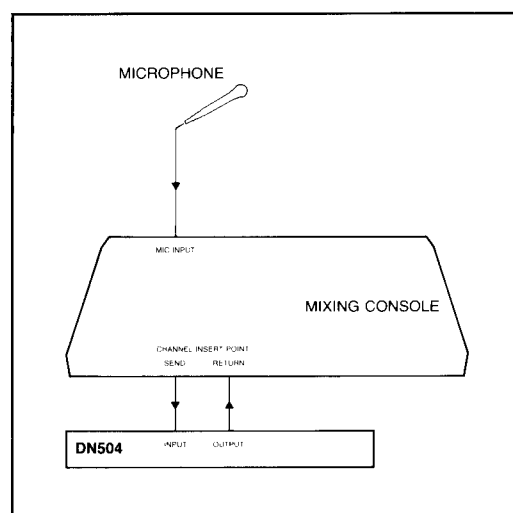 MICROPHONE
MIC INPUT
MIXING CONSOLE
CHANNEL INSERT POINT
SEND RETURN
DN504 INPUT OUTPUT